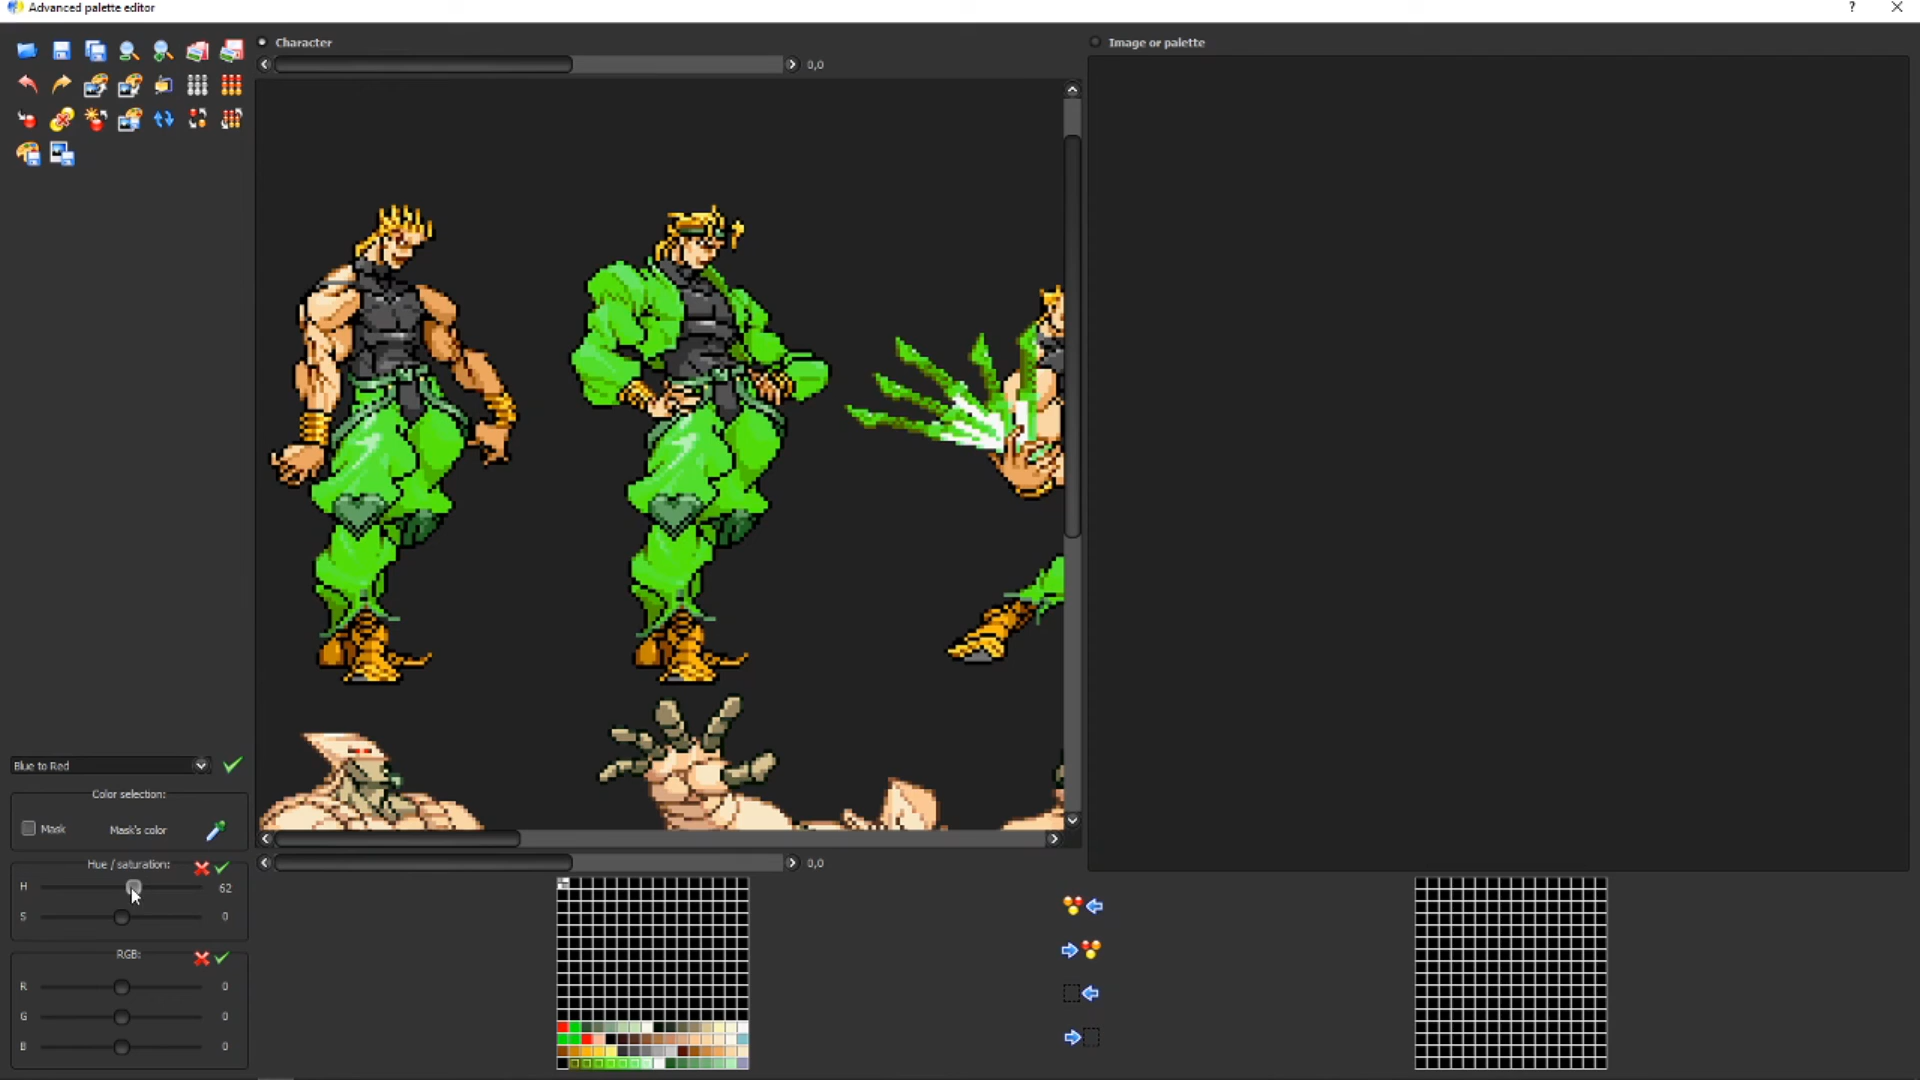 Advanced palette editor
?
Character
0,0
Image or palette
Blue to Red
Color selection:
Mask
Mask's color
Hue / saturation:
H
62
S
0
RGB:
R
0
G
0
B
0
0,0